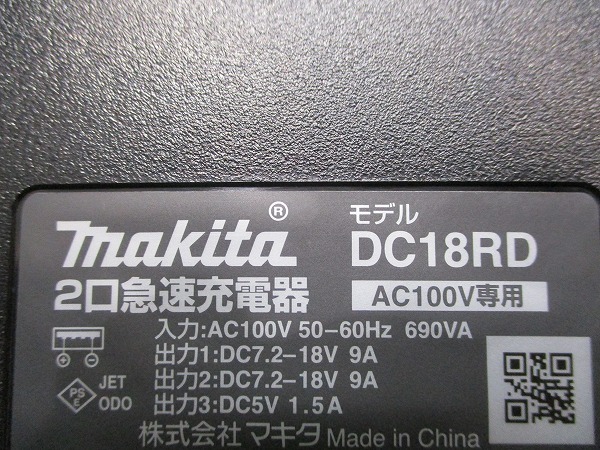 makita® モデル DC18RD
2口急速充電器 AC100V専用
入力:AC100V 50-60Hz 690VA
出力1:DC7.2-18V 9A
出力2:DC7.2-18V 9A
PS E JET ODO
出力3:DC5V 1.5A
株式会社マキタ Made in China